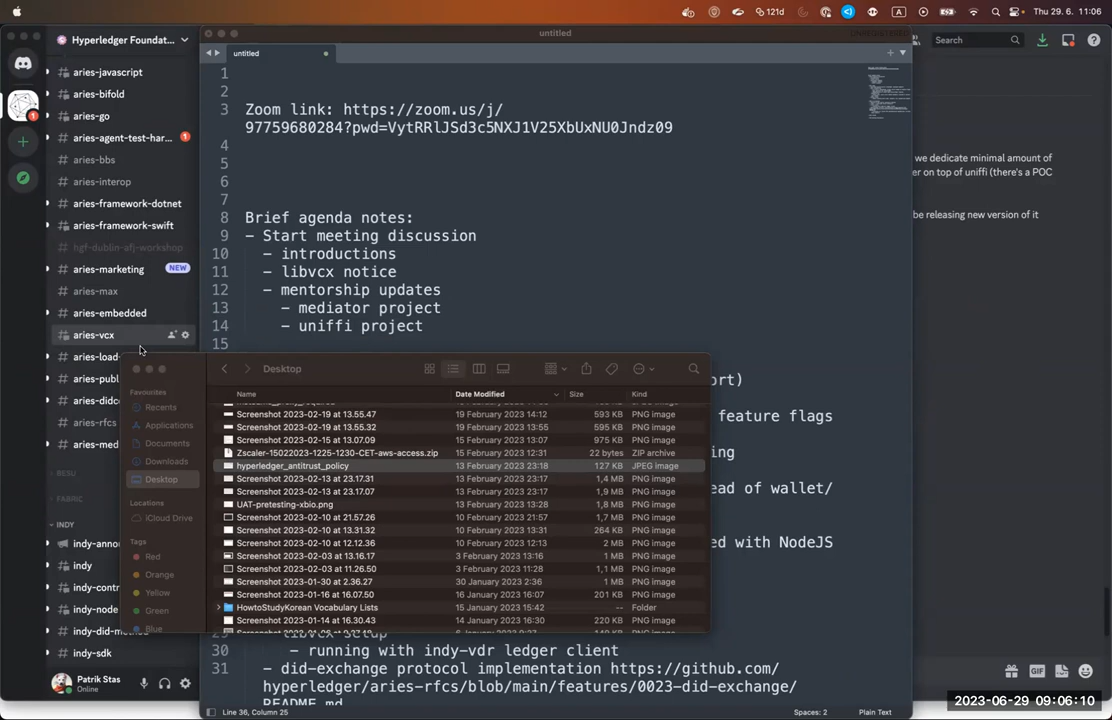 121d
A
Thu 29. 6. 11:06
Hyperledger Foundat...
aries-javascript
aries-bifold
aries-go
aries-agent-test-har...
1
aries-bbs
aries-interop
aries-framework-dotnet
aries-framework-swift
hgf-dublin-afj-workshop
aries-marketing
NEW
aries-max
aries-embedded
aries-vcx
aries-load-
aries-publ
aries-didco
aries-rfcs
aries-med
BESU
FABRIC
INDY
indy-annou
indy
indy-contr
indy-node
indy-did-method
indy-sdk
Patrik Stas
Online
1
untitled
UNREGISTERED
untitled
1
2
3 Zoom link: https://zoom.us/j/
97759680284?pwd=VytRRlJSd3c5NXJ1V25XbUxNU0Jndz09
4
5
6
7
8 Brief agenda notes:
9 - Start meeting discussion
10 - introductions
11 - libvcx notice
12 - mentorship updates
13 - mediator project
14 - uniffi project
15
ort)
feature flags
ing
ead of wallet/
ed with NodeJS
libvcx setup
30 - running with indy-vdr ledger client
31 - did-exchange protocol implementation https://github.com/
hyperledger/aries-rfcs/blob/main/features/0023-did-exchange/
README.md
Line 36, Column 25
Spaces: 2
Plain Text
Desktop
Favourites
Recents
Applications
Documents
Downloads
Desktop
Locations
iCloud Drive
Tags
Red
Orange
Yellow
Green
Blue
Name Date Modified Size Kind
Screenshot 2023-02-19 at 13.55.47 19 February 2023 14:12 593 KB PNG image
Screenshot 2023-02-19 at 13.55.32 19 February 2023 13:55 595 KB PNG image
Screenshot 2023-02-15 at 13.07.09 15 February 2023 13:07 975 KB PNG image
Zscaler-15022023-1225-1230-CET-aws-access.zip 15 February 2023 12:31 22 bytes ZIP archive
hyperledger_antitrust_policy 13 February 2023 23:18 127 KB JPEG image
Screenshot 2023-02-13 at 23.17.31 13 February 2023 23:17 1,4 MB PNG image
Screenshot 2023-02-13 at 23.17.07 13 February 2023 23:17 1,9 MB PNG image
UAT-pretesting-xbio.png 13 February 2023 13:28 1,8 MB PNG image
Screenshot 2023-02-10 at 21.57.26 10 February 2023 21:57 1,7 MB PNG image
Screenshot 2023-02-10 at 13.31.32 10 February 2023 13:31 264 KB PNG image
Screenshot 2023-02-10 at 12.12.36 10 February 2023 12:13 2 MB PNG image
Screenshot 2023-02-03 at 13.16.17 3 February 2023 13:16 1 MB PNG image
Screenshot 2023-02-03 at 11.26.50 3 February 2023 11:28 1,1 MB PNG image
Screenshot 2023-01-30 at 2.36.27 30 January 2023 2:36 1 MB PNG image
Screenshot 2023-01-16 at 16.07.50 16 January 2023 16:07 201 KB PNG image
HowtoStudyKorean Vocabulary Lists 15 January 2023 15:42 -- Folder
Screenshot 2023-01-14 at 16.30.43 14 January 2023 16:30 220 KB PNG image
Search
we dedicate minimal amount of
er on top of uniffi (there's a POC
be releasing new version of it
GIF
2023-06-29 09:06:10